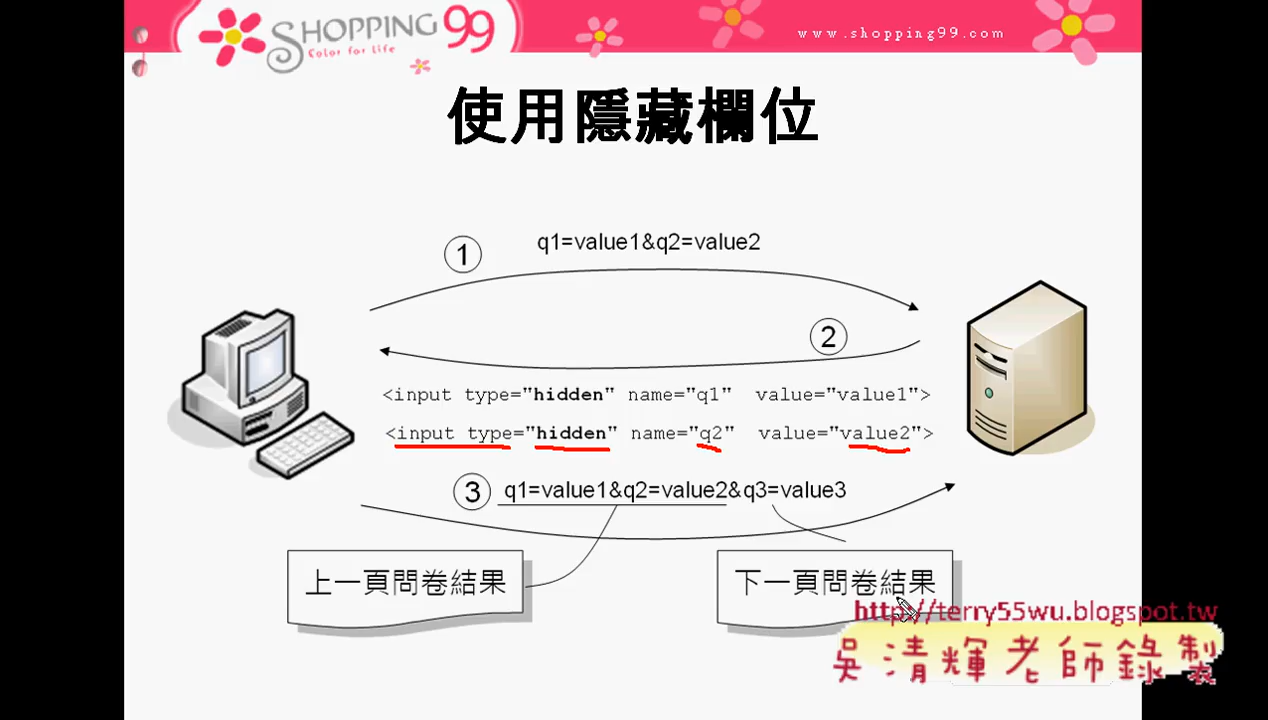 SHOPPING 99
Color for Life
www.shopping99.com
使用隱藏欄位
1
q1=value1&q2=value2
2
<input type="hidden" name="q1" value="value1">
<input type="hidden" name="q2" value="value2">
3
q1=value1&q2=value2&q3=value3
上一頁問卷結果
下一頁問卷結果
http://terry55wu.blogspot.tw
吳清輝老師錄製